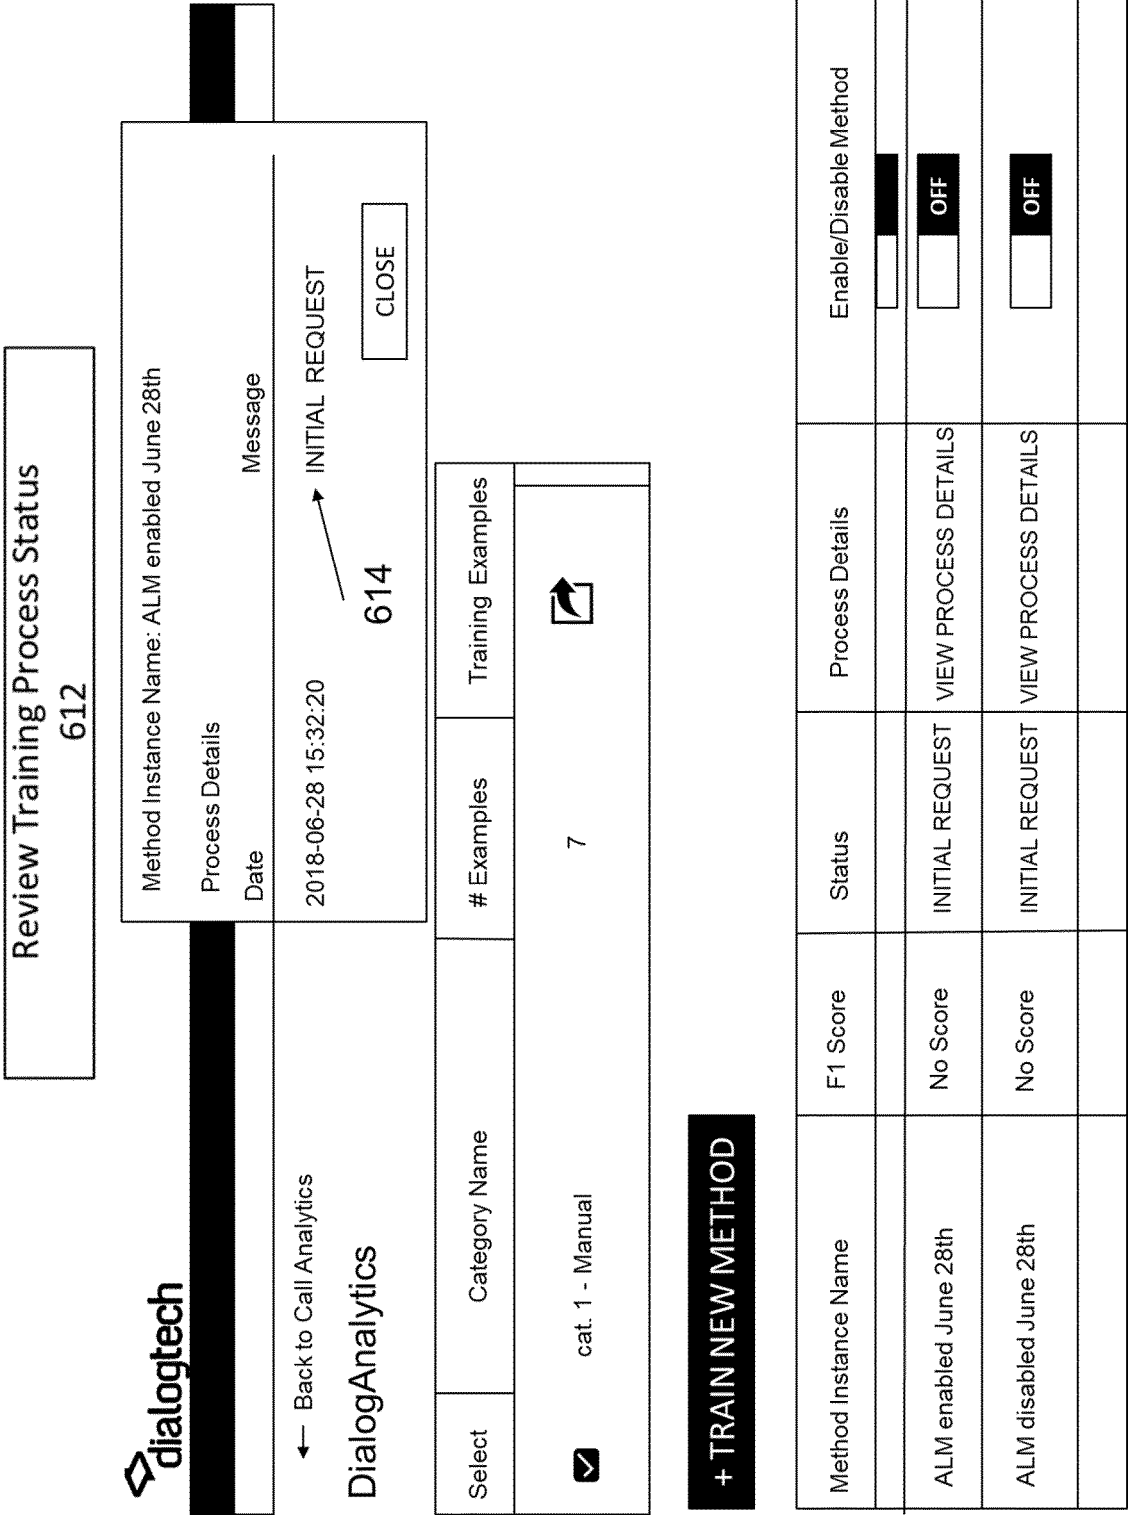 Review Training Process Status
612
dialogtech
Method Instance Name: ALM enabled June 28th
Process Details
Date Message
2018-06-28 15:32:20 INITIAL REQUEST
614
CLOSE
← Back to Call Analytics
DialogAnalytics
Select Category Name # Examples Training Examples
cat. 1 - Manual 7
+ TRAIN NEW METHOD
Method Instance Name F1 Score Status Process Details Enable/Disable Method
ALM enabled June 28th No Score INITIAL REQUEST VIEW PROCESS DETAILS OFF
ALM disabled June 28th No Score INITIAL REQUEST VIEW PROCESS DETAILS OFF